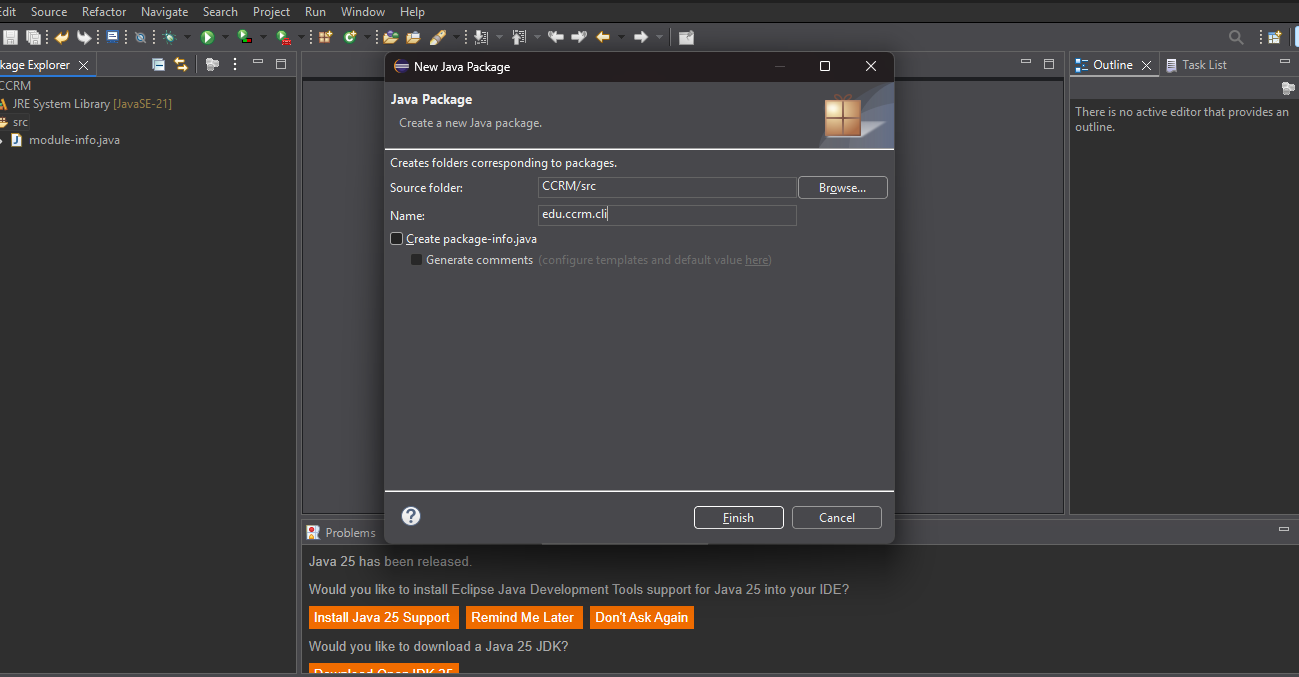 dit Source Refactor Navigate Search Project Run Window Help
kage Explorer
CCRM
JRE System Library [JavaSE-21]
src
module-info.java
New Java Package
Java Package
Create a new Java package.
Creates folders corresponding to packages.
Source folder: CCRM/src Browse...
Name: edu.ccrm.cli
Create package-info.java
Generate comments (configure templates and default value here)
? Finish Cancel
Outline Task List
There is no active editor that provides an
outline.
Problems
Java 25 has been released.
Would you like to install Eclipse Java Development Tools support for Java 25 into your IDE?
Install Java 25 Support Remind Me Later Don't Ask Again
Would you like to download a Java 25 JDK?